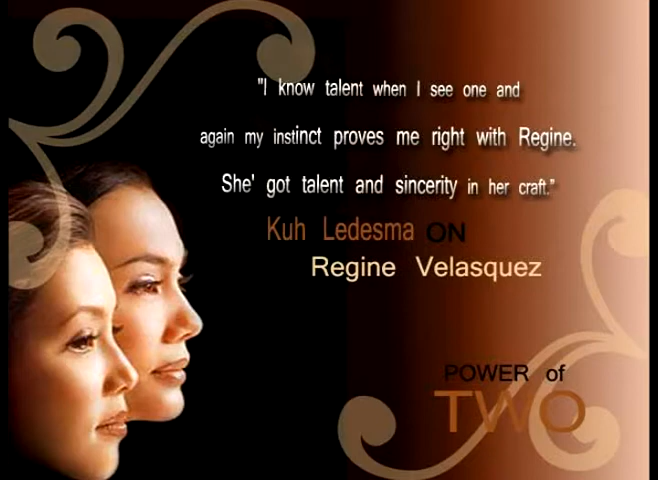 "I know talent when I see one and
again my instinct proves me right with Regine.
She' got talent and sincerity in her craft."
Kuh Ledesma ON
Regine Velasquez
POWER of
TWO